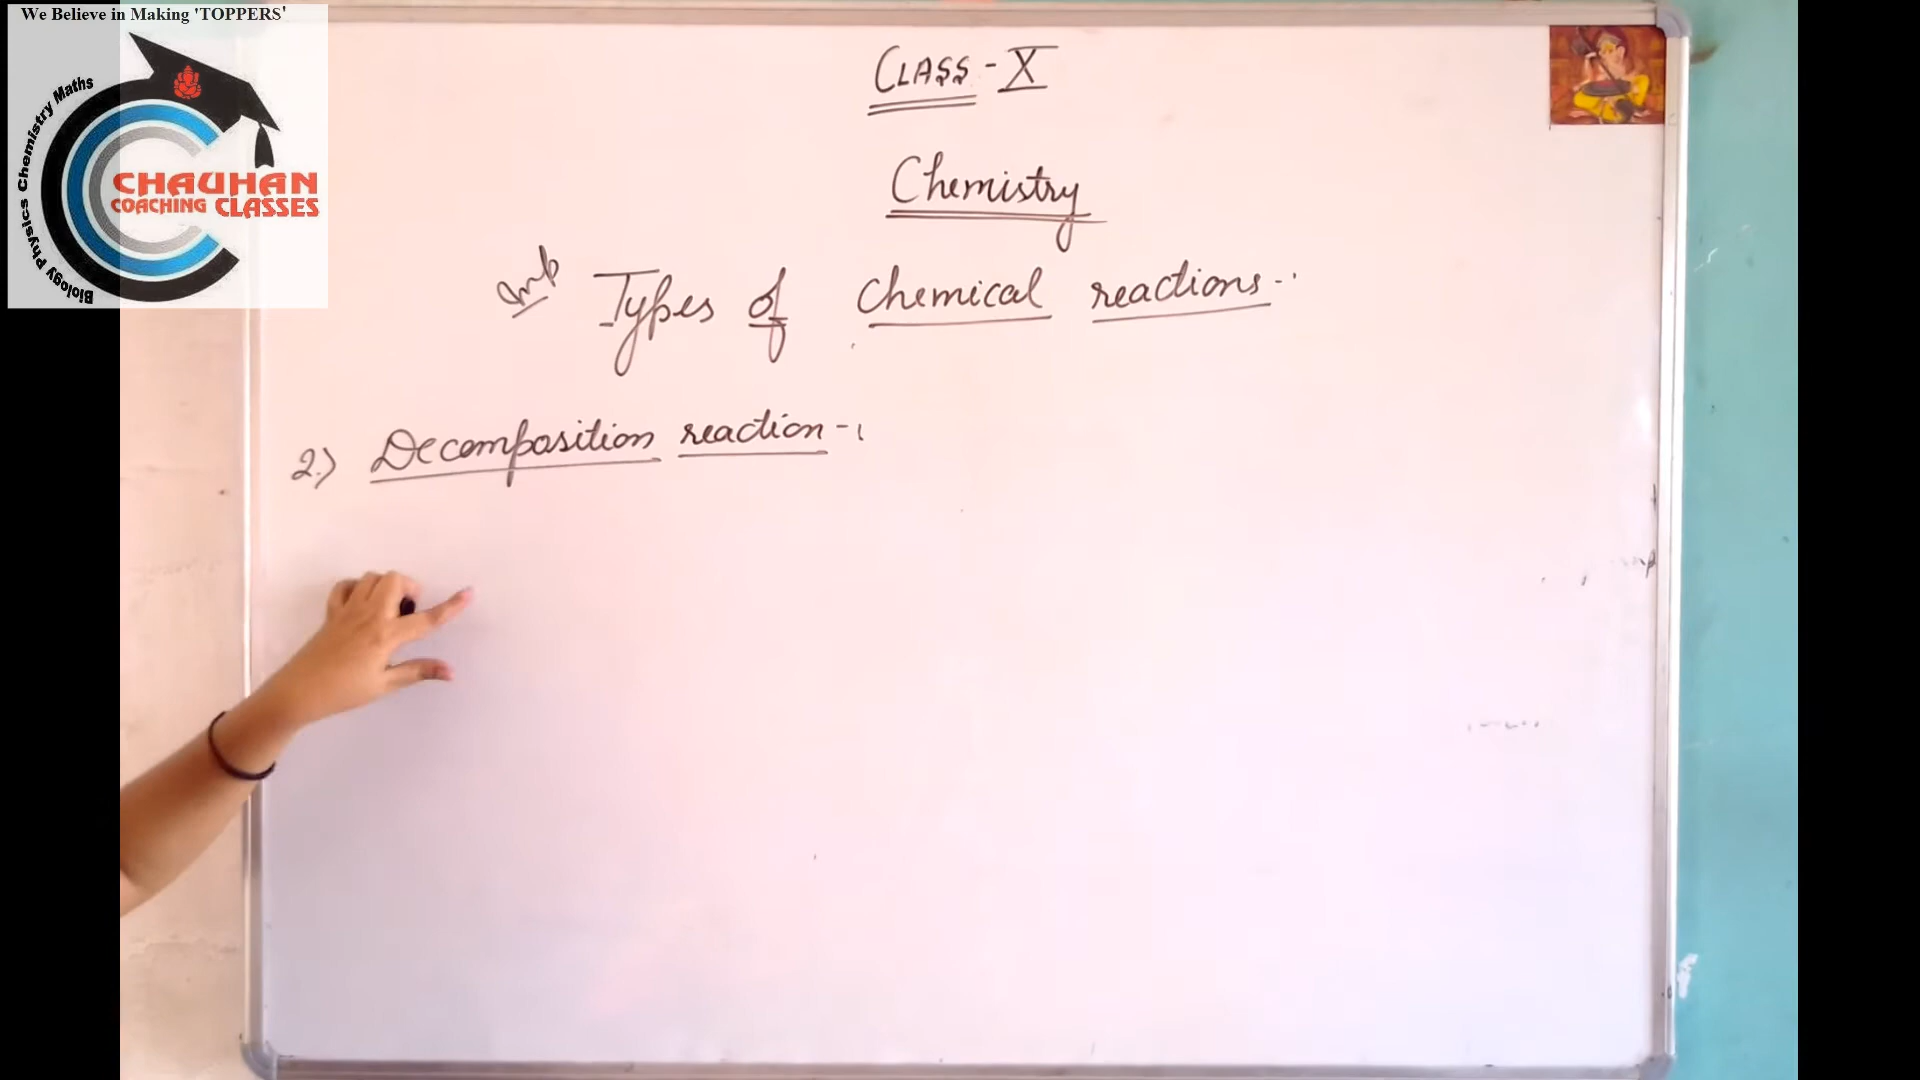 We Believe in Making 'TOPPERS'
Biology Physics Chemistry Maths
CHAUHAN
COACHING CLASSES
CLASS - X
Chemistry
Imp Types of Chemical reactions -
2.) Decomposition reaction -